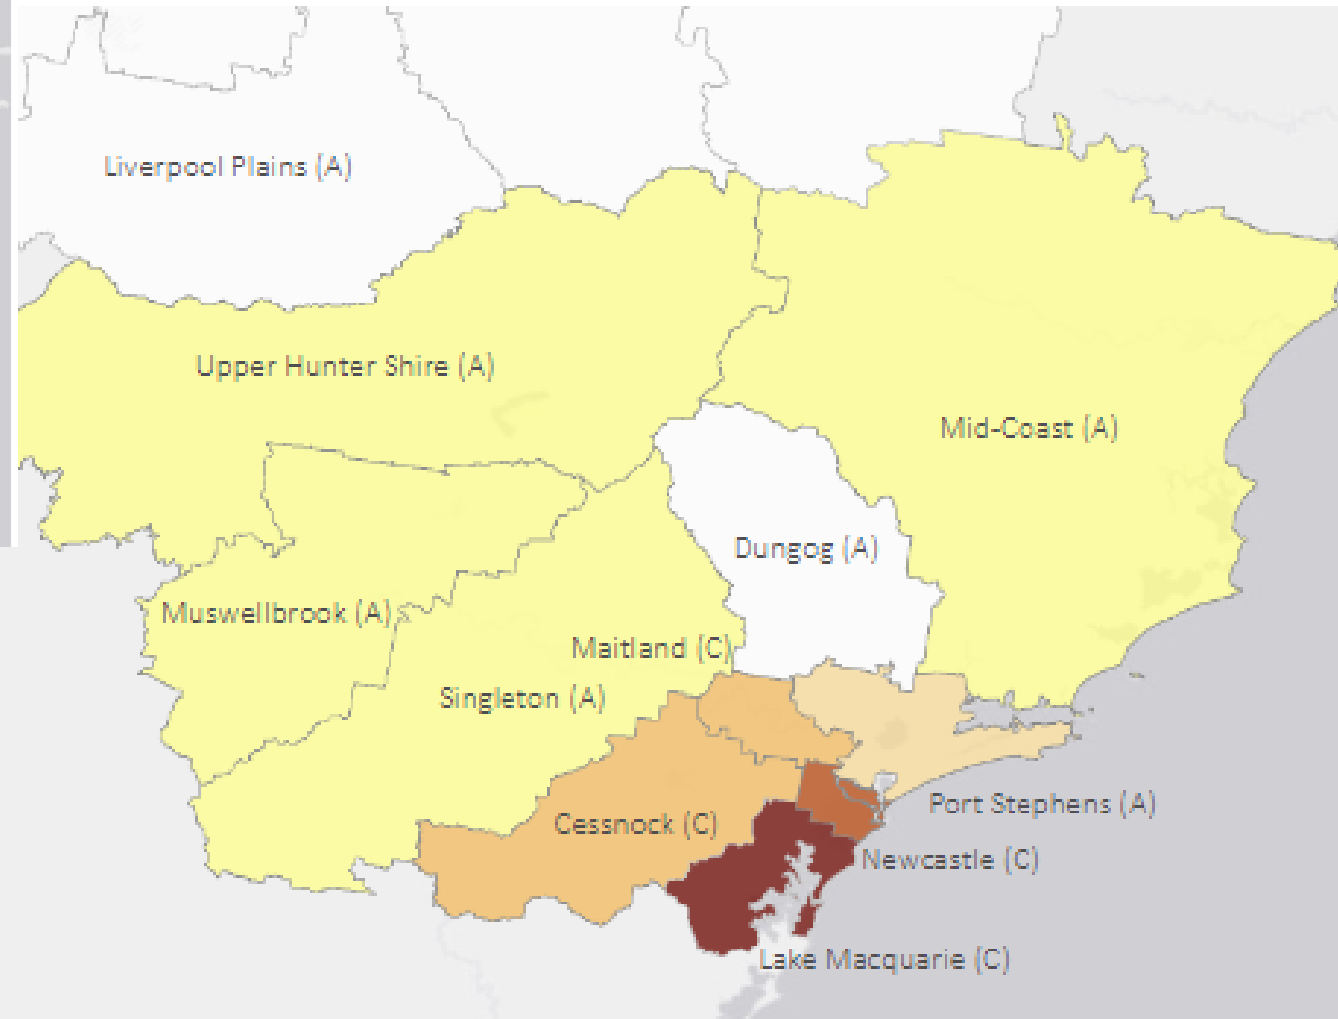 Liverpool Plains (A)
Upper Hunter Shire (A)
Mid-Coast (A)
Dungog (A)
Muswellbrook (A)
Maitland (C)
Singleton (A)
Port Stephens (A)
Cessnock (C)
Newcastle (C)
Lake Macquarie (C)